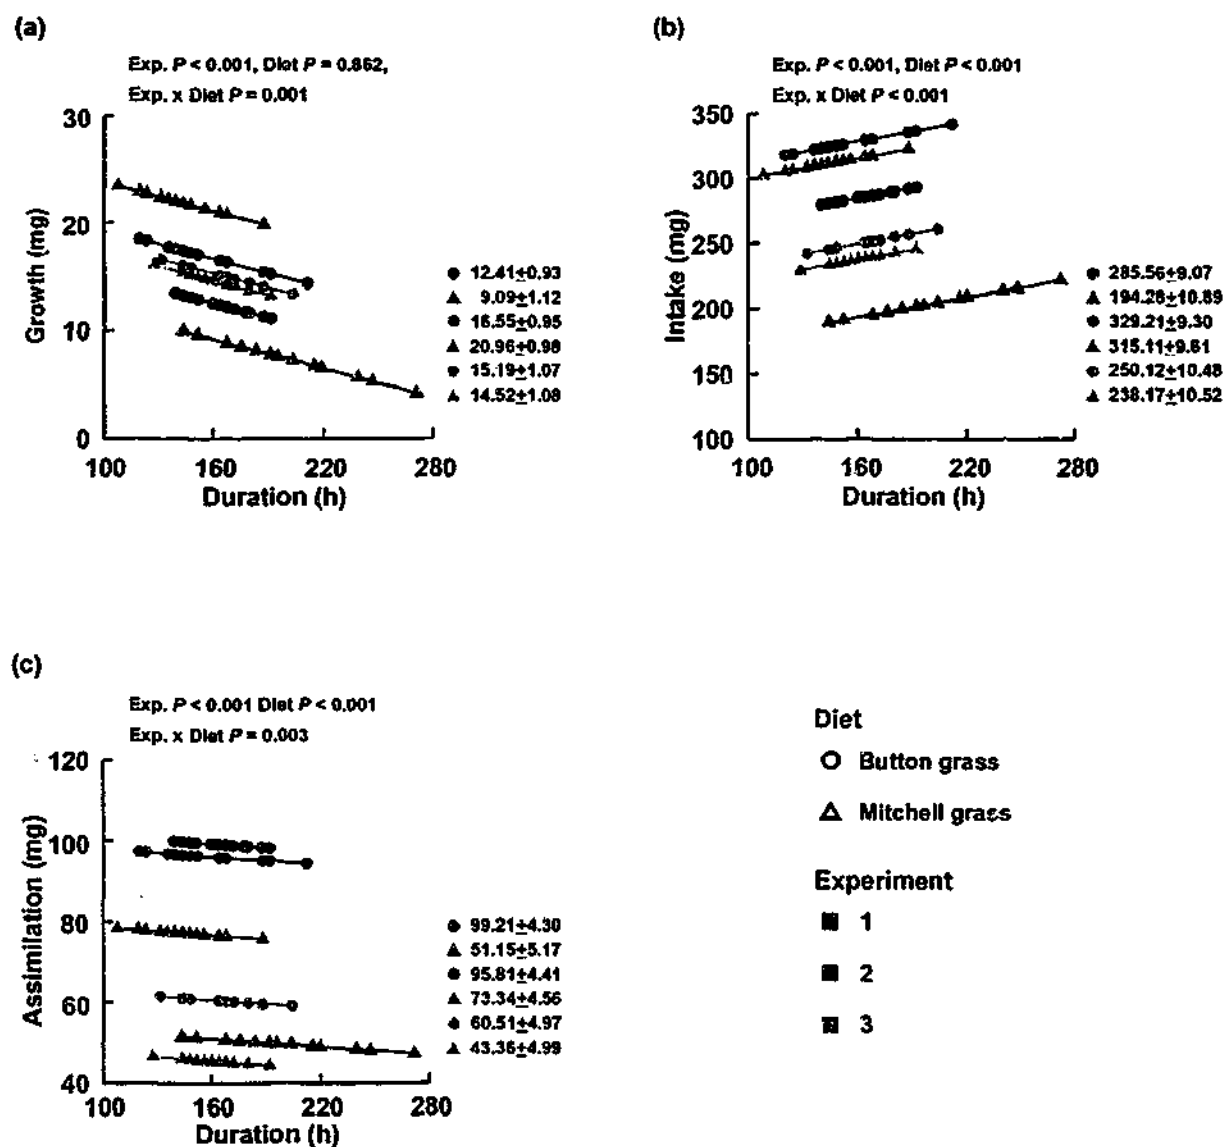 (a)
Exp. P < 0.001, Diet P = 0.862,
Exp. x Diet P = 0.001
30
20
10
0
Growth (mg)
100 160 220 280
Duration (h)
12.41±0.93
9.09±1.12
16.55±0.95
20.96±0.98
15.19±1.07
14.52±1.08
(b)
Exp. P < 0.001, Diet P < 0.001
Exp. x Diet P < 0.001
350
300
250
200
150
100
Intake (mg)
100 160 220 280
Duration (h)
285.56±9.07
194.28±10.89
329.21±9.30
315.11±9.61
250.12±10.48
238.17±10.52
(c)
Exp. P < 0.001 Diet P < 0.001
Exp. x Diet P = 0.003
120
100
80
60
40
Assimilation (mg)
100 160 220 280
Duration (h)
99.21±4.30
51.15±5.17
95.81±4.41
73.34±4.56
60.51±4.97
43.36±4.99
Diet
Button grass
Mitchell grass
Experiment
1
2
3